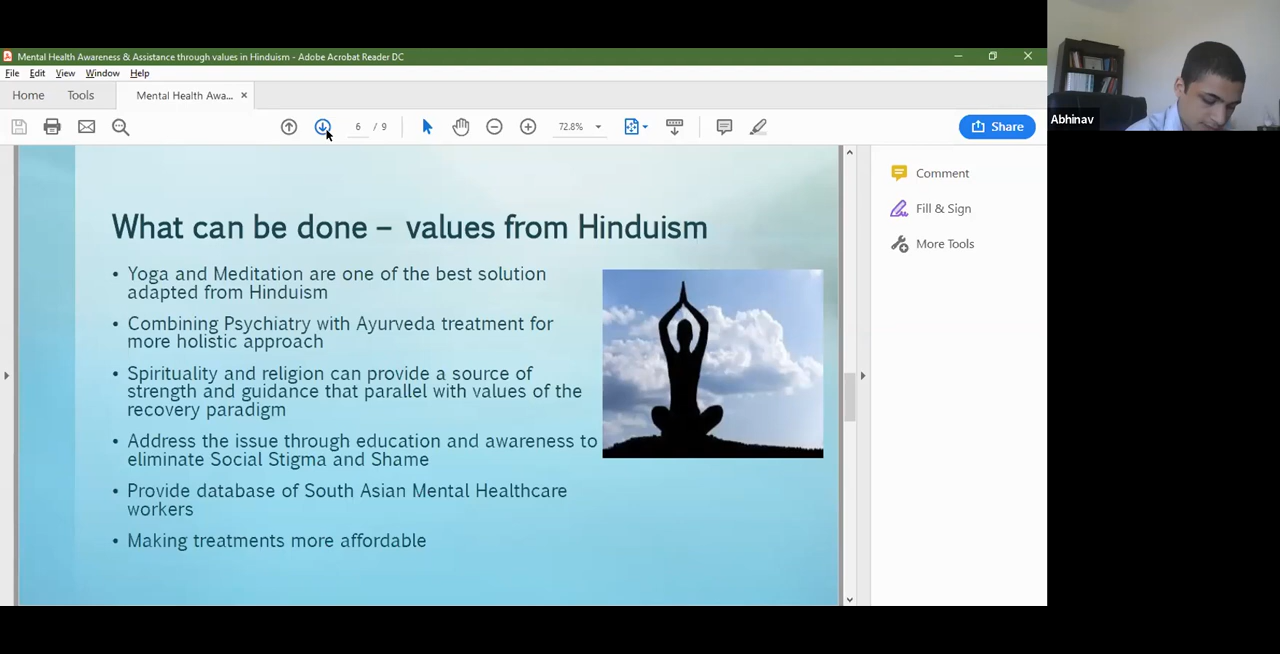 Mental Health Awareness & Assistance through values in Hinduism - Adobe Acrobat Reader DC
File Edit View Window Help
Home Tools Mental Health Awa... ×
6 / 9 72.8% Share
Abhinav
Comment
Fill & Sign
More Tools
What can be done – values from Hinduism
• Yoga and Meditation are one of the best solution
adapted from Hinduism
• Combining Psychiatry with Ayurveda treatment for
more holistic approach
• Spirituality and religion can provide a source of
strength and guidance that parallel with values of the
recovery paradigm
• Address the issue through education and awareness to
eliminate Social Stigma and Shame
• Provide database of South Asian Mental Healthcare
workers
• Making treatments more affordable